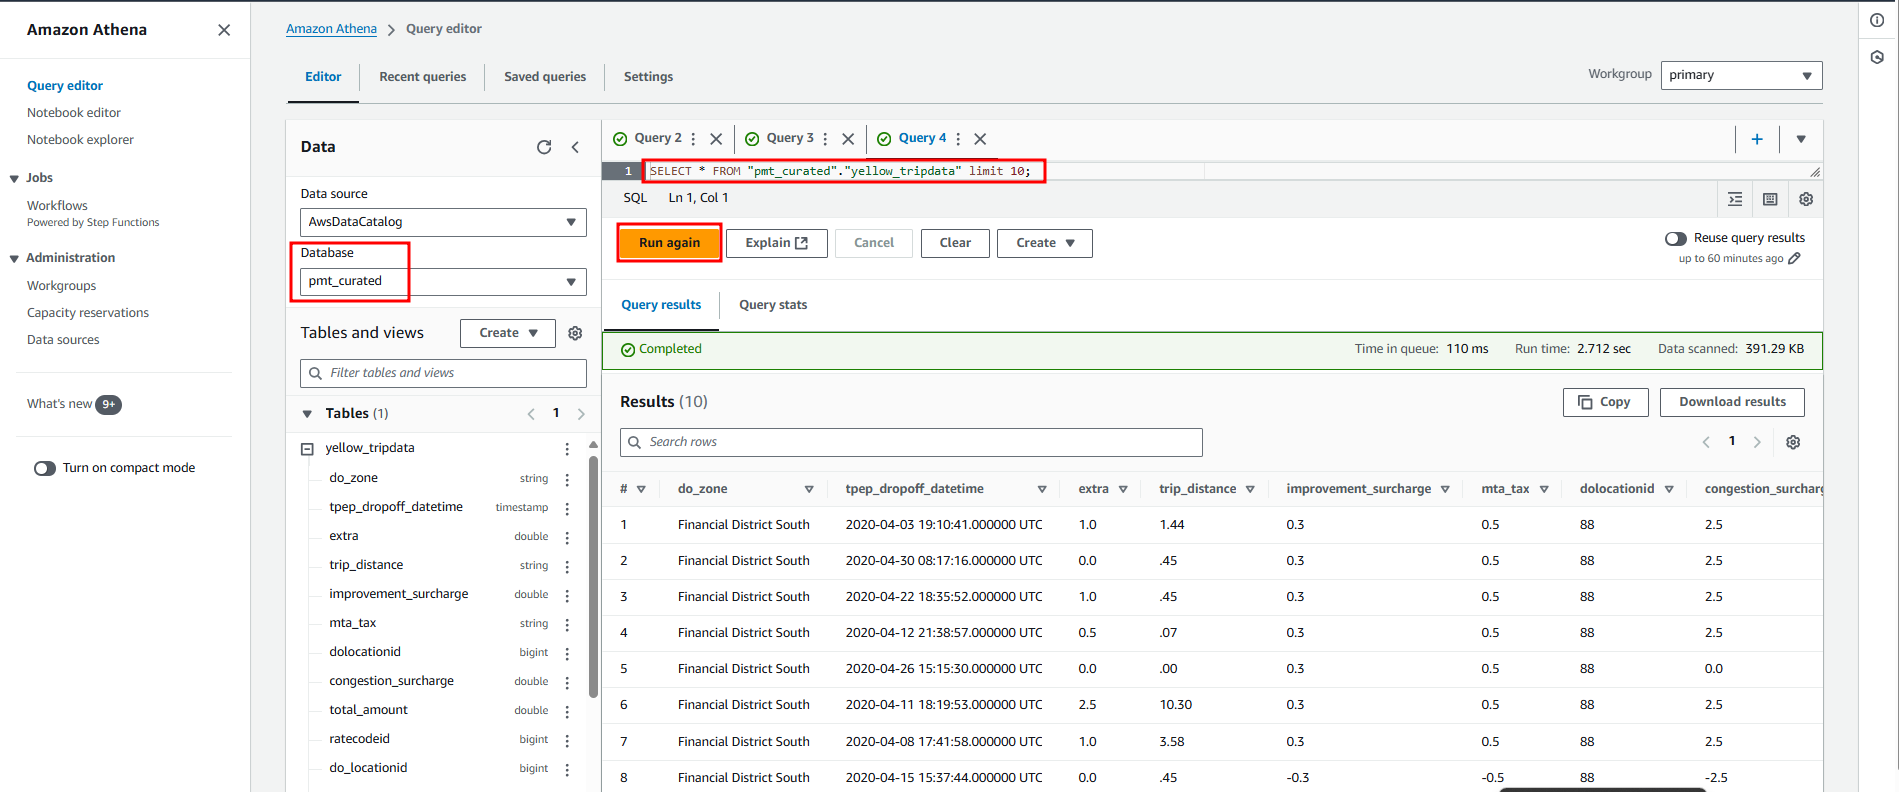 Amazon Athena
Query editor
Notebook editor
Notebook explorer
Jobs
Workflows
Powered by Step Functions
Administration
Workgroups
Capacity reservations
Data sources
What's new 9+
Turn on compact mode
Amazon Athena > Query editor
Editor Recent queries Saved queries Settings
Workgroup primary
Data
Data source
AwsDataCatalog
Database
pmt_curated
Tables and views Create
Filter tables and views
Tables (1) < 1 >
yellow_tripdata
do_zone string
tpep_dropoff_datetime timestamp
extra double
trip_distance string
improvement_surcharge double
mta_tax string
dolocationid bigint
congestion_surcharge double
total_amount double
ratecodeid bigint
do_locationid bigint
Query 2 Query 3 Query 4
1 SELECT * FROM "pmt_curated"."yellow_tripdata" limit 10;
SQL Ln 1, Col 1
Run again Explain Cancel Clear Create
Reuse query results
up to 60 minutes ago
Query results Query stats
Completed Time in queue: 110 ms Run time: 2.712 sec Data scanned: 391.29 KB
Results (10) Copy Download results
Search rows < 1 >
# do_zone tpep_dropoff_datetime extra trip_distance improvement_surcharge mta_tax dolocationid congestion_surcharg
1 Financial District South 2020-04-03 19:10:41.000000 UTC 1.0 1.44 0.3 0.5 88 2.5
2 Financial District South 2020-04-30 08:17:16.000000 UTC 0.0 .45 0.3 0.5 88 2.5
3 Financial District South 2020-04-22 18:35:52.000000 UTC 1.0 .45 0.3 0.5 88 2.5
4 Financial District South 2020-04-12 21:38:57.000000 UTC 0.5 .07 0.3 0.5 88 2.5
5 Financial District South 2020-04-26 15:15:30.000000 UTC 0.0 .00 0.3 0.5 88 0.0
6 Financial District South 2020-04-11 18:19:53.000000 UTC 2.5 10.30 0.3 0.5 88 2.5
7 Financial District South 2020-04-08 17:41:58.000000 UTC 1.0 3.58 0.3 0.5 88 2.5
8 Financial District South 2020-04-15 15:37:44.000000 UTC 0.0 .45 -0.3 -0.5 88 -2.5